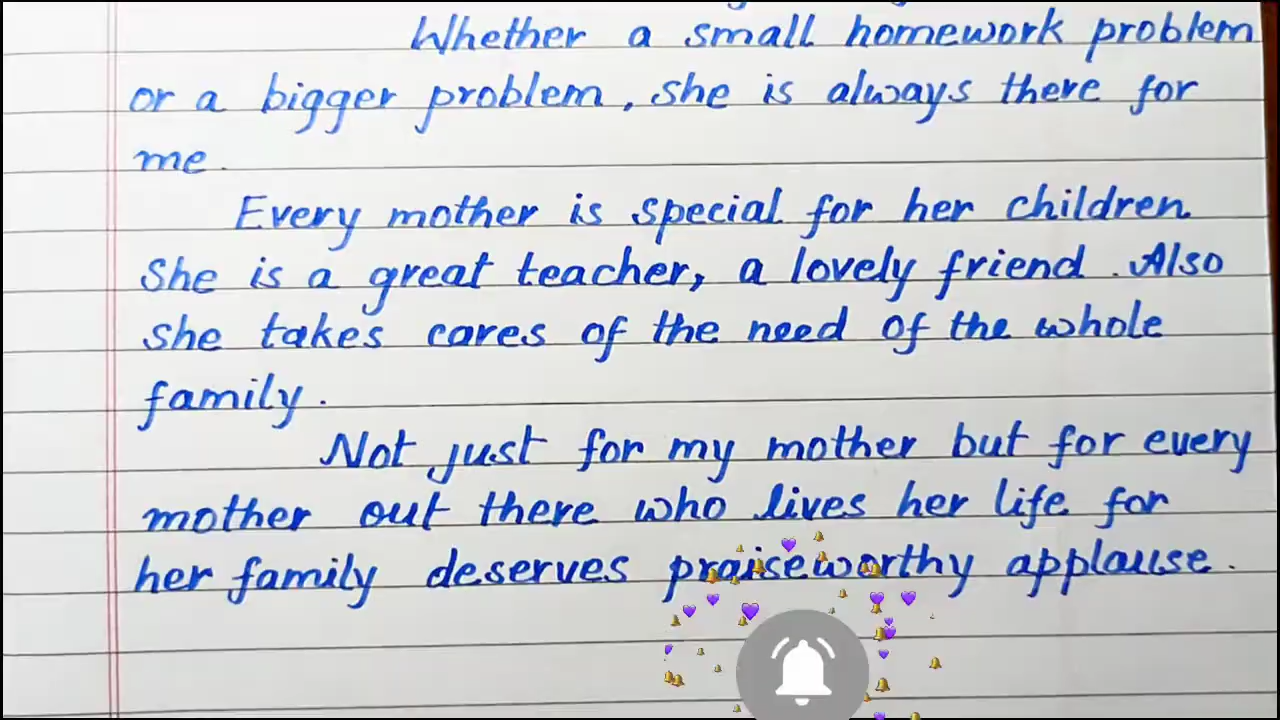 Whether a small homework problem
or a bigger problem, she is always there for
me.
Every mother is special for her children.
She is a great teacher, a lovely friend. Also
she takes cares of the need of the whole
family.
Not just for my mother but for every
mother out there who lives her life for
her family deserves praiseworthy applause.